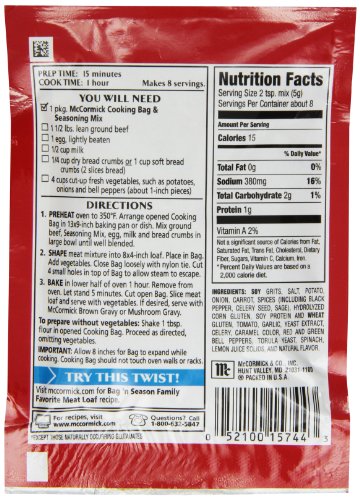 PREP TIME: 15 minutes
COOK TIME: 1 hour Makes 8 servings.
YOU WILL NEED
1 pkg. McCormick Cooking Bag &
Seasoning Mix
1 1/2 lbs. lean ground beef
1 egg, lightly beaten
1/2 cup milk
1/4 cup dry bread crumbs or 1 cup soft bread
crumbs (2 slices bread)
4 cups cut-up fresh vegetables, such as potatoes,
onions and bell peppers (about 1-inch pieces)
DIRECTIONS
1. PREHEAT oven to 350°F. Arrange opened Cooking
Bag in 13x9-inch baking pan or dish. Mix ground
beef, Seasoning Mix, egg, milk and bread crumbs in
large bowl until well blended.
2. SHAPE meat mixture into 8x4-inch loaf. Place in Bag.
Add vegetables. Close Bag loosely with nylon tie. Cut
4 small holes in top of Bag to allow steam to escape.
3. BAKE in lower half of oven 1 hour. Remove from
oven. Let stand 5 minutes. Cut open Bag. Slice meat
loaf and serve with vegetables. If desired, serve with
McCormick Brown Gravy or Mushroom Gravy.
To prepare without vegetables: Shake 1 tbsp.
flour in opened Cooking Bag. Proceed as directed,
omitting vegetables.
IMPORTANT: Allow 8 inches for Bag to expand while
cooking. Cooking Bag should not touch oven walls or racks.
TRY THIS TWIST!
Visit mccormick.com for Bag 'n Season Family
Favorite Meat Loaf recipe.
For recipes, visit
www.mccormick.com
Questions? Call
1-800-632-5847
*EXCEPT THOSE NATURALLY OCCURRING GLUTAMATES
Nutrition Facts
Serving Size 2 tsp. mix (5g)
Servings Per Container about 8
Amount Per Serving
Calories 15
% Daily Value*
Total Fat 0g 0%
Sodium 380mg 16%
Total Carbohydrate 2g 1%
Protein 1g
Vitamin A 2%
Not a significant source of Calories from Fat,
Saturated Fat, Trans Fat, Cholesterol, Dietary
Fiber, Sugars, Vitamin C, Calcium, and Iron.
*Percent Daily Values are based on a
2,000 calorie diet.
INGREDIENTS: SOY GRITS, SALT, POTATO,
ONION, CARROT, SPICES (INCLUDING BLACK
PEPPER, CELERY SEED, SAGE), HYDROLYZED
CORN GLUTEN, SOY PROTEIN AND WHEAT
GLUTEN, TOMATO, GARLIC, YEAST EXTRACT,
CELERY, CARAMEL COLOR, RED AND GREEN
BELL PEPPERS, TORULA YEAST, SPINACH,
LEMON JUICE SOLIDS, AND NATURAL FLAVOR.
Mc
McCORMICK & CO., INC.
HUNT VALLEY, MD. 21031-1100
® PACKED IN U.S.A.
0 52100 15744 3